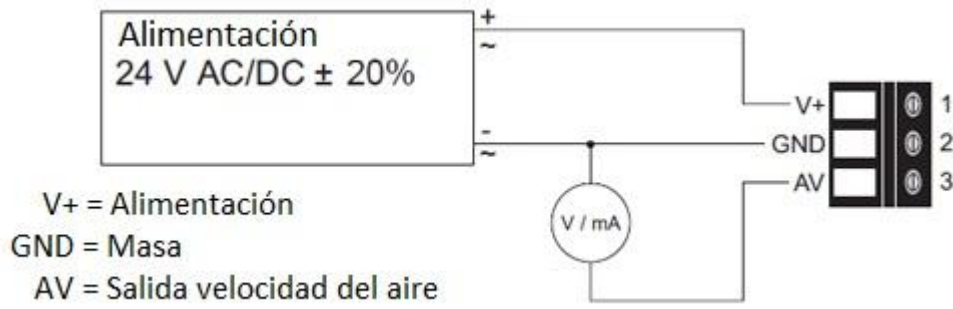 Alimentación
24 V AC/DC ± 20%
+
~
-
~
V+
1
GND
2
AV
3
V / mA
V+ = Alimentación
GND = Masa
AV = Salida velocidad del aire